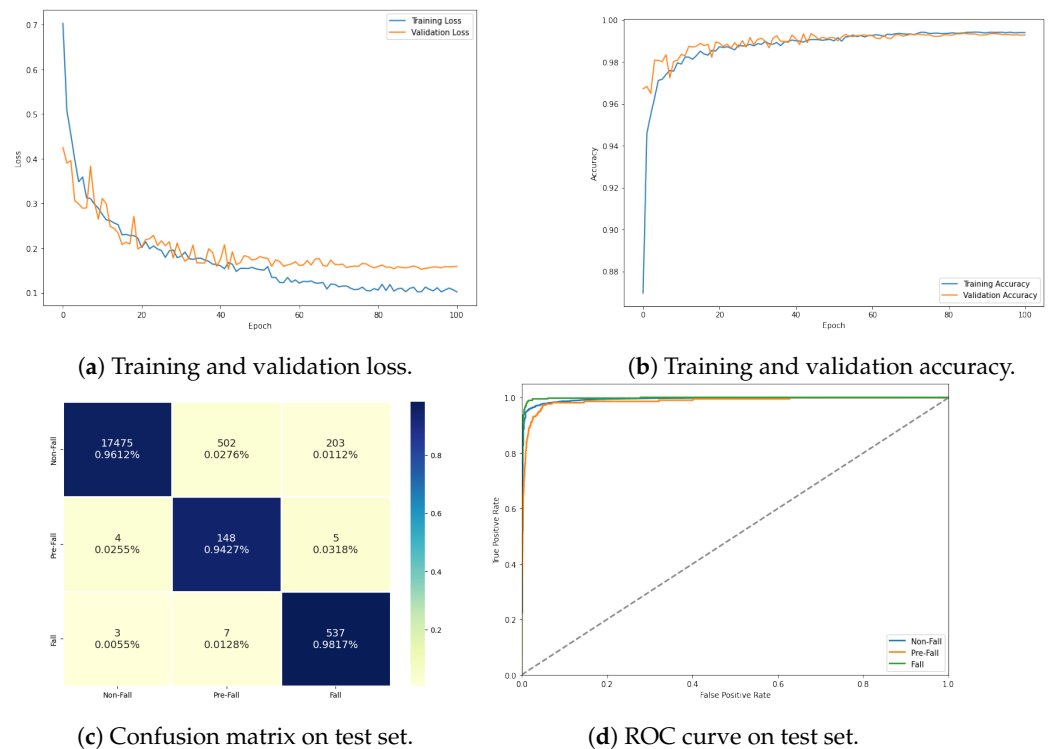 0.7
0.6
0.5
0.4
0.3
0.2
0.1
Loss
0 20 40 60 80 100
Epoch
Training Loss
Validation Loss
(a) Training and validation loss.
1.00
0.98
0.96
0.94
0.92
0.90
0.88
Accuracy
0 20 40 60 80 100
Epoch
Training Accuracy
Validation Accuracy
(b) Training and validation accuracy.
Non-Fall
17475 502 203
0.9612% 0.0276% 0.0112%
Pre-Fall
4 148 5
0.0255% 0.9427% 0.0318%
Fall
3 7 537
0.0055% 0.0128% 0.9817%
Non-Fall Pre-Fall Fall
0.8
0.6
0.4
0.2
(c) Confusion matrix on test set.
1.0
0.8
0.6
0.4
0.2
0.0
True Positive Rate
0.0 0.2 0.4 0.6 0.8 1.0
False Positive Rate
Non-Fall
Pre-Fall
Fall
(d) ROC curve on test set.